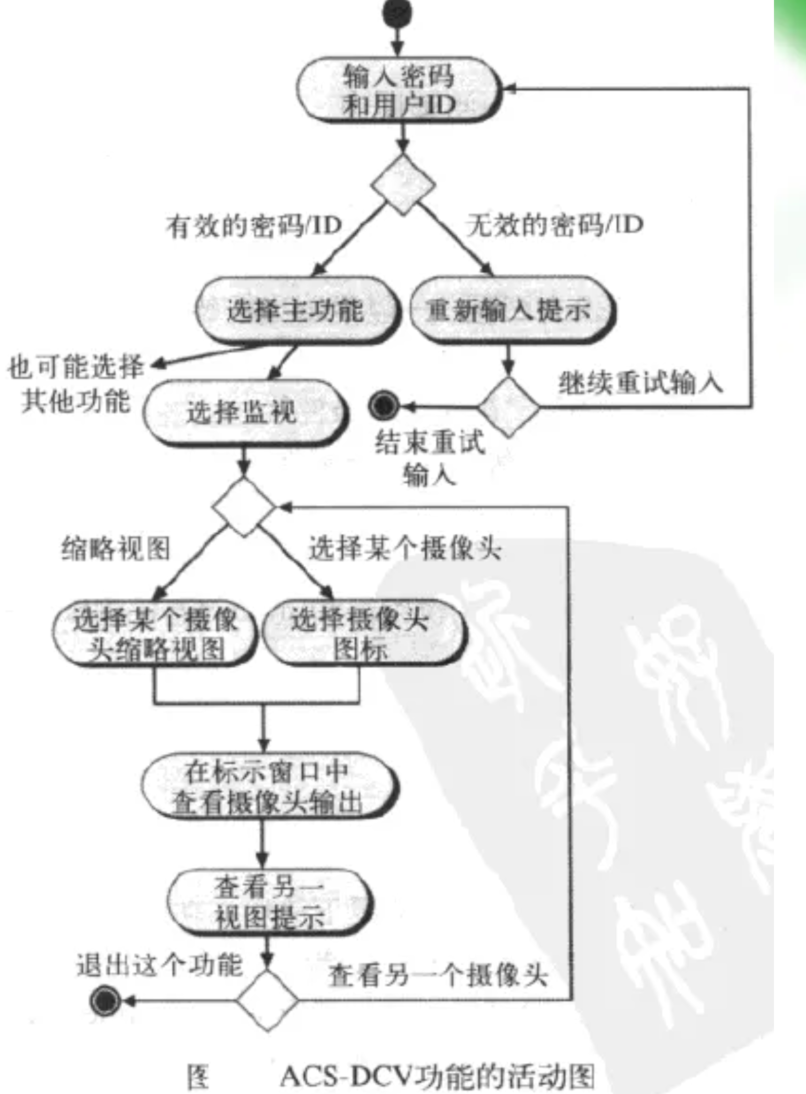 输入密码
和用户ID
有效的密码/ID
无效的密码/ID
选择主功能
重新输入提示
也可能选择
其他功能
继续重试输入
选择监视
结束重试
输入
缩略视图
选择某个摄像头
选择某个摄像
头缩略视图
选择摄像头
图标
在标示窗口中
查看摄像头输出
查看另一
视图提示
退出这个功能
查看另一个摄像头
图 ACS-DCV功能的活动图